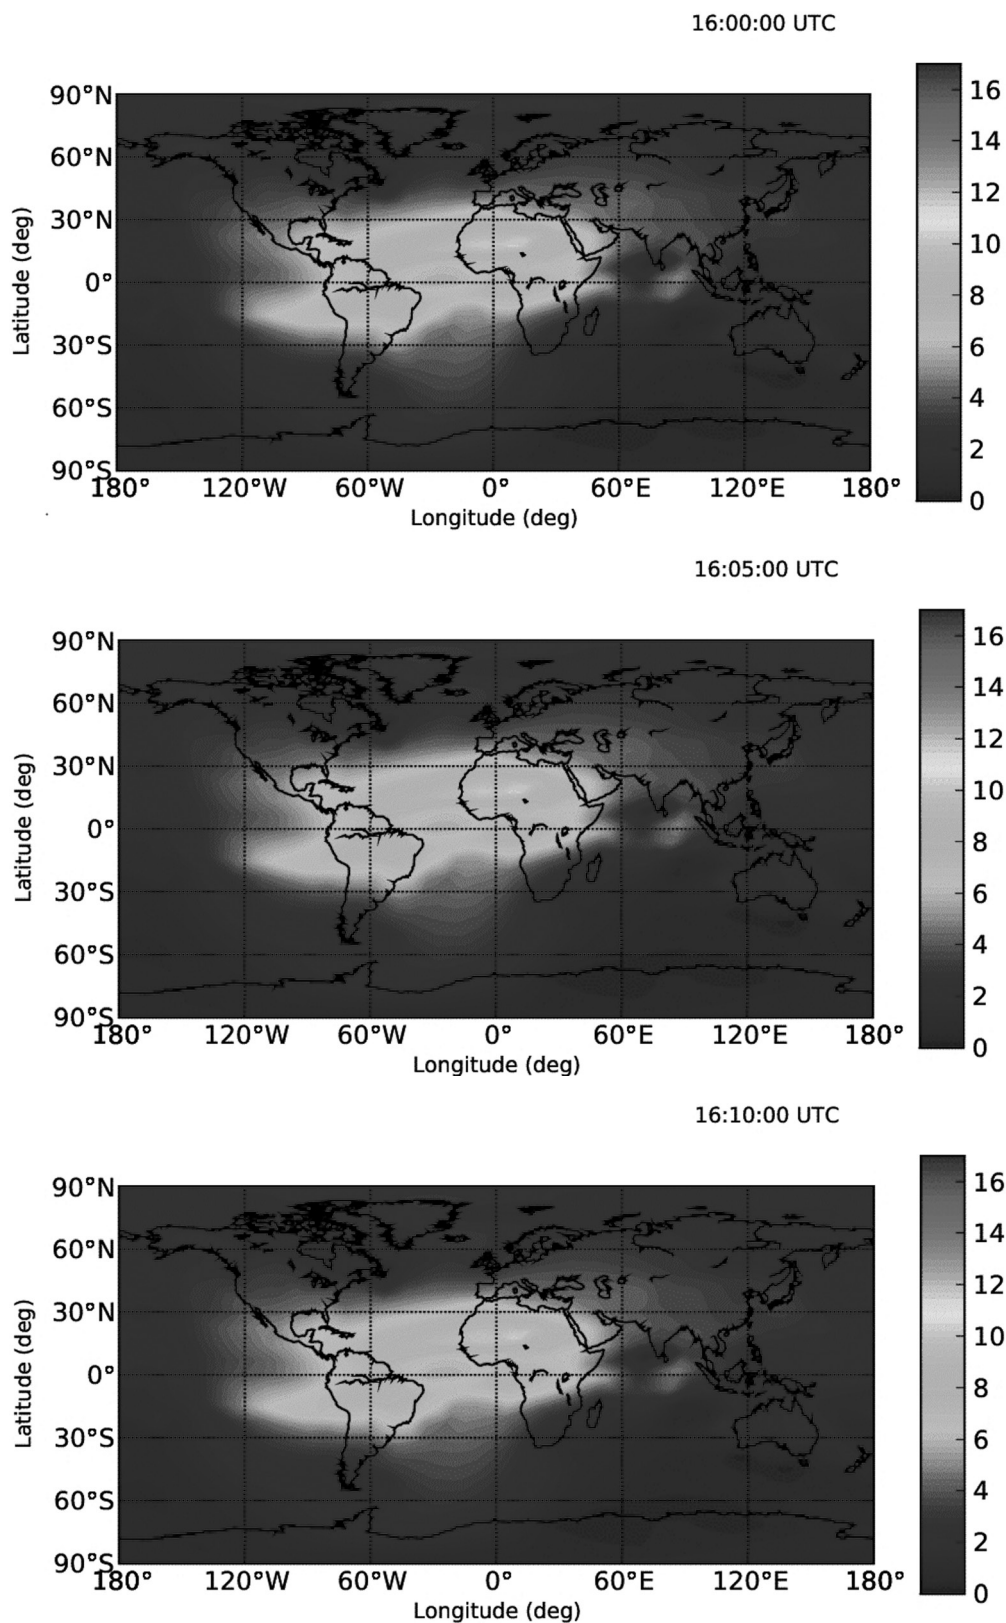 16:00:00 UTC
90°N
60°N
30°N
0°
30°S
60°S
90°S
Latitude (deg)
180° 120°W 60°W 0° 60°E 120°E 180°
Longitude (deg)
16
14
12
10
8
6
4
2
0
16:05:00 UTC
90°N
60°N
30°N
0°
30°S
60°S
90°S
Latitude (deg)
180° 120°W 60°W 0° 60°E 120°E 180°
Longitude (deg)
16
14
12
10
8
6
4
2
0
16:10:00 UTC
90°N
60°N
30°N
0°
30°S
60°S
90°S
Latitude (deg)
180° 120°W 60°W 0° 60°E 120°E 180°
Longitude (deg)
16
14
12
10
8
6
4
2
0